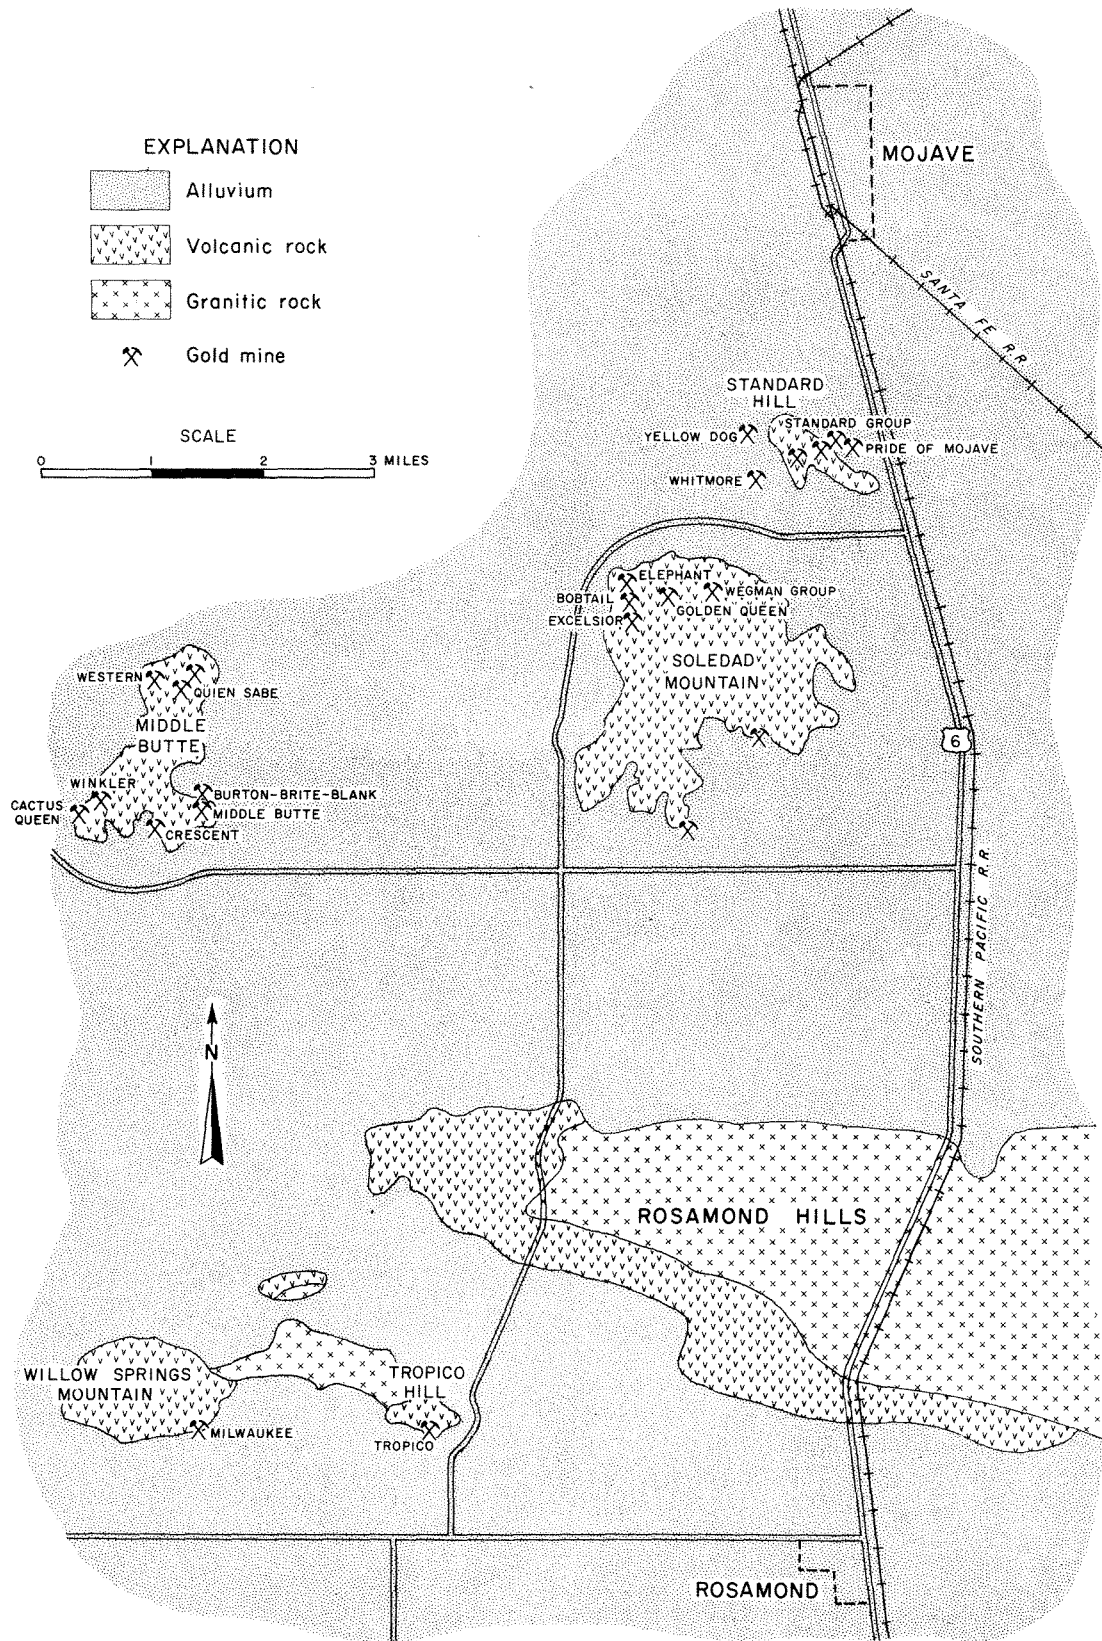 EXPLANATION
Alluvium
Volcanic rock
Granitic rock
Gold mine
SCALE
0 1 2 3 MILES
MOJAVE
SANTA FE R.R
STANDARD
HILL
STANDARD GROUP
YELLOW DOG
PRIDE OF MOJAVE
WHITMORE
ELEPHANT
WEGMAN GROUP
BOBTAIL
GOLDEN QUEEN
EXCELSIOR
SOLEDAD
MOUNTAIN
WESTERN
QUIEN SABE
MIDDLE
BUTTE
6
WINKLER
BURTON-BRITE-BLANK
CACTUS
QUEEN
MIDDLE BUTTE
CRESCENT
SOUTHERN PACIFIC R.R.
N
ROSAMOND HILLS
WILLOW SPRINGS
MOUNTAIN
TROPICO
HILL
MILWAUKEE
TROPICO
ROSAMOND